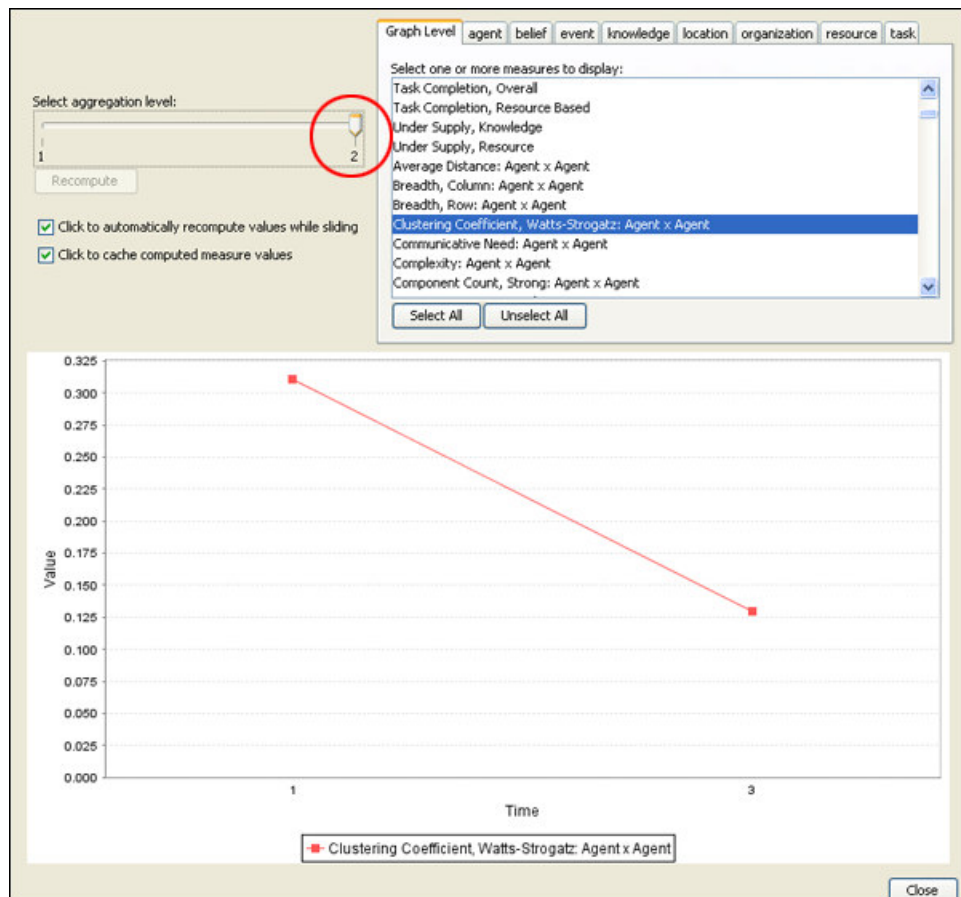 Graph Level agent belief event knowledge location organization resource task
Select one or more measures to display:
Task Completion, Overall
Task Completion, Resource Based
Under Supply, Knowledge
Under Supply, Resource
Average Distance: Agent x Agent
Breadth, Column: Agent x Agent
Breadth, Row: Agent x Agent
Clustering Coefficient, Watts-Strogatz: Agent x Agent
Communicative Need: Agent x Agent
Complexity: Agent x Agent
Component Count, Strong: Agent x Agent
Select All Unselect All
Select aggregation level:
1 2
Recompute
Click to automatically recompute values while sliding
Click to cache computed measure values
0.325
0.300
0.275
0.250
0.225
0.200
0.175
0.150
0.125
0.100
0.075
0.050
0.025
0.000
Value
1 3
Time
Clustering Coefficient, Watts-Strogatz: Agent x Agent
Close